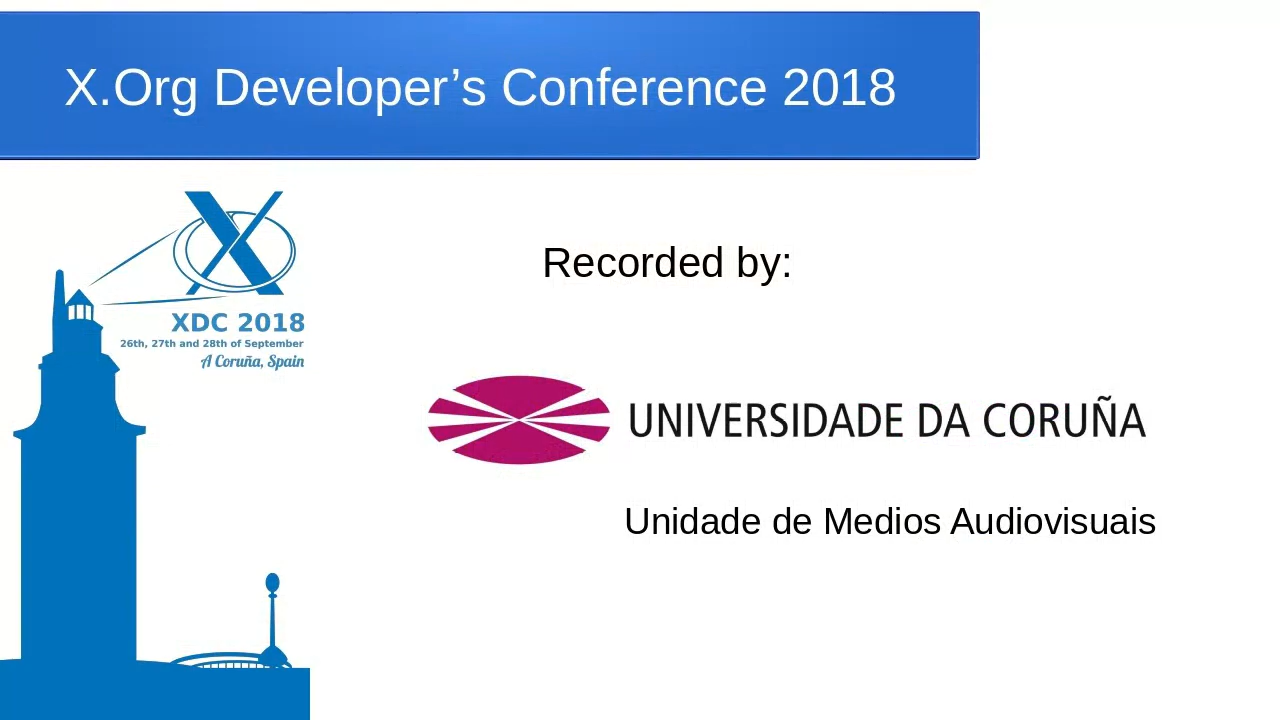 X.Org Developer’s Conference 2018
XDC 2018
26th, 27th and 28th of September
A Coruña, Spain
Recorded by:
UNIVERSIDADE DA CORUÑA
Unidade de Medios Audiovisuais